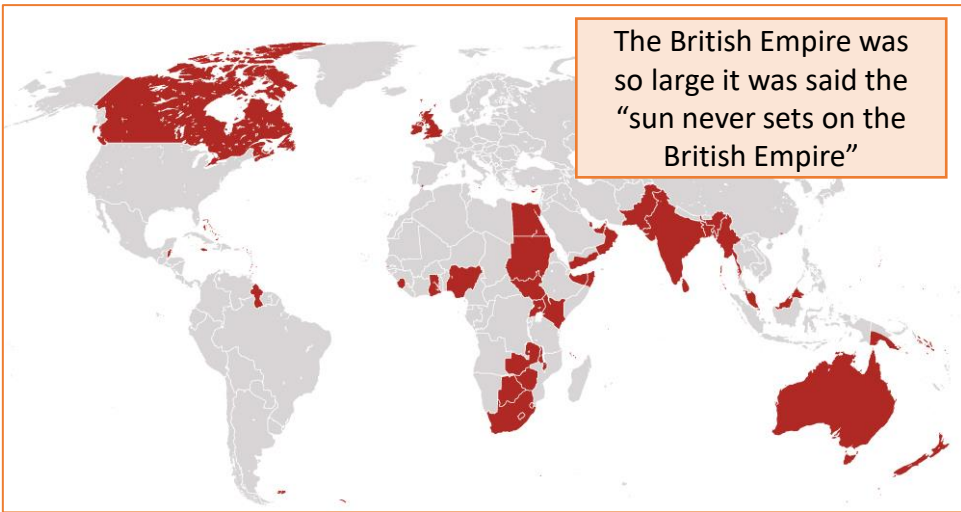 The British Empire was
so large it was said the
“sun never sets on the
British Empire”